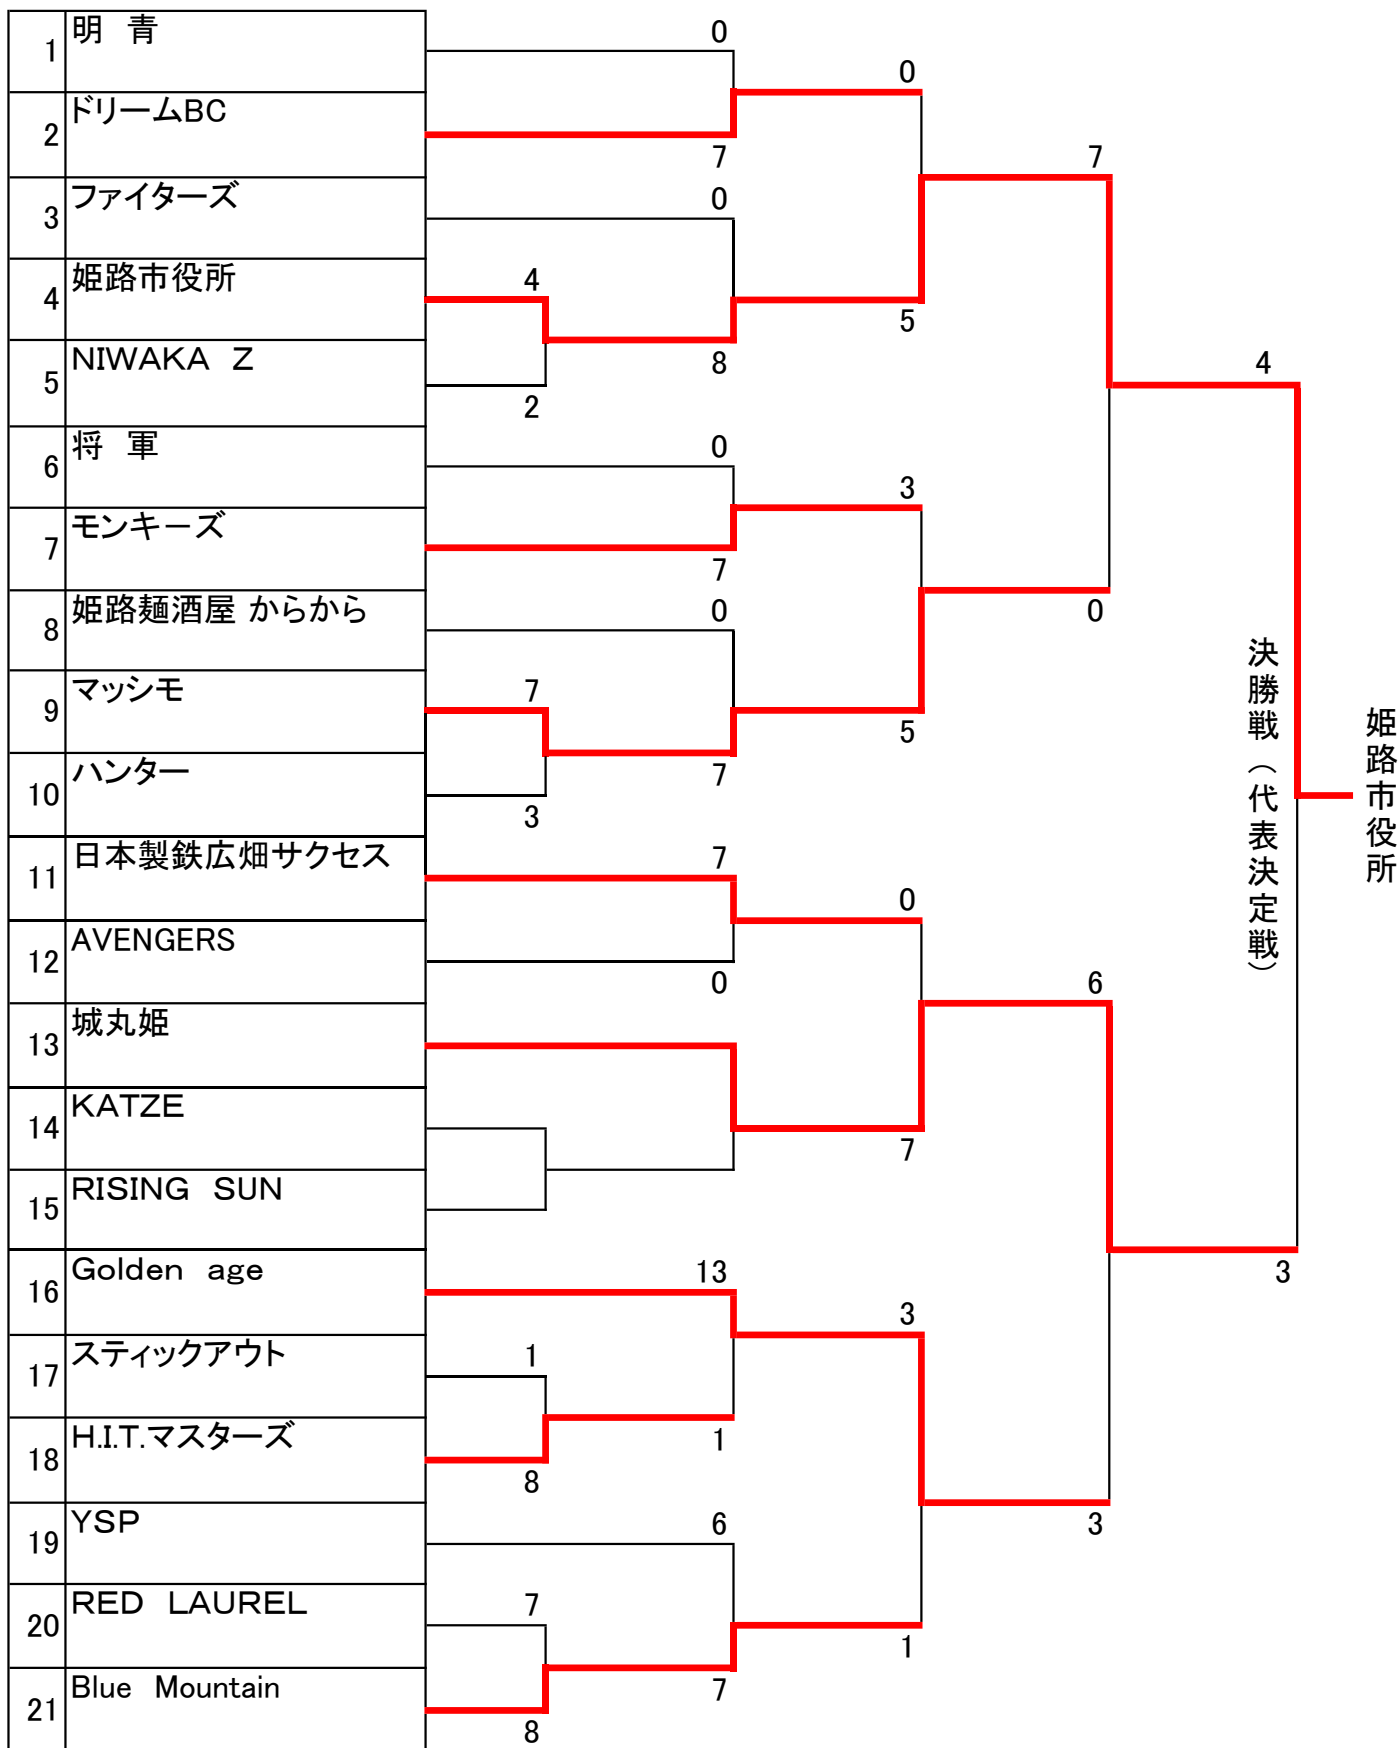 1 明　青
2 ドリームBC
3 ファイターズ
4 姫路市役所
5 NIWAKA　Z
6 将　軍
7 モンキーズ
8 姫路麺酒屋 からから
9 マッシモ
10 ハンター
11 日本製鉄広畑サクセス
12 AVENGERS
13 城丸姫
14 KATZE
15 RISING　SUN
16 Golden　age
17 スティックアウト
18 H.I.T.マスターズ
19 YSP
20 RED　LAUREL
21 Blue　Mountain
4
2
7
3
1
8
7
8
0
7
0
8
0
7
0
7
7
0
13
1
6
7
0
5
3
5
0
7
3
1
7
0
6
3
4
3
決勝戦（代表決定戦）
姫路市役所